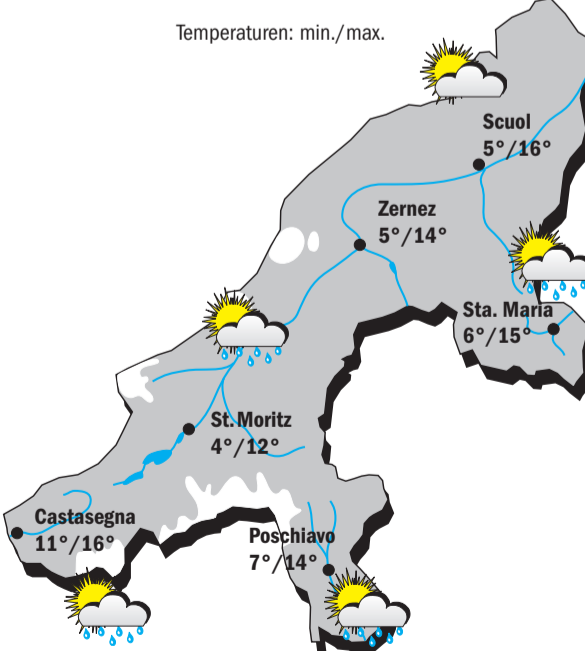 Temperaturen: min./max.
Scuol
5°/16°
Zernez
5°/14°
Sta. Maria
6°/15°
St. Moritz
4°/12°
Castasegna
11°/16°
Poschiavo
7°/14°